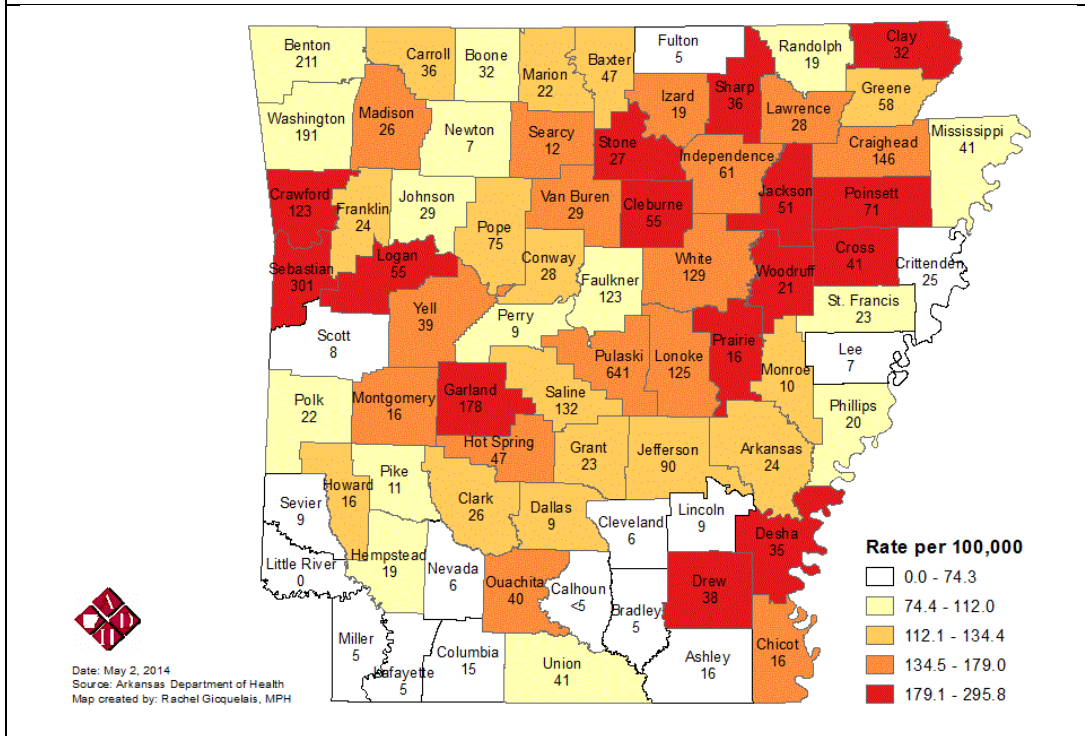 Benton
211
Carroll
36
Boone
32
Marion
22
Baxter
47
Fulton
5
Randolph
19
Clay
32
Washington
191
Madison
26
Newton
7
Searcy
12
Izard
19
Sharp
36
Lawrence
28
Greene
58
Stone
27
Independence
61
Craighead
146
Mississippi
41
Crawford
123
Franklin
24
Johnson
29
Pope
75
Van Buren
29
Cleburne
55
Jackson
51
Poinsett
71
Sebastian
301
Logan
55
Conway
28
Faulkner
123
White
129
Woodruff
21
Cross
41
Crittenden
25
St. Francis
23
Scott
8
Yell
39
Perry
9
Pulaski
641
Lonoke
125
Prairie
16
Monroe
10
Lee
7
Polk
22
Montgomery
16
Garland
178
Saline
132
Phillips
20
Hot Spring
47
Grant
23
Jefferson
90
Arkansas
24
Sevier
9
Howard
16
Pike
11
Clark
26
Dallas
9
Cleveland
6
Lincoln
9
Desha
35
Little River
0
Hempstead
19
Nevada
6
Ouachita
40
Calhoun
<5
Bradley
5
Drew
38
Chicot
16
Miller
5
Lafayette
5
Columbia
15
Union
41
Ashley
16
Rate per 100,000
0.0 - 74.3
74.4 - 112.0
112.1 - 134.4
134.5 - 179.0
179.1 - 295.8
Date: May 2, 2014
Source: Arkansas Department of Health
Map created by: Rachel Gicquelais, MPH